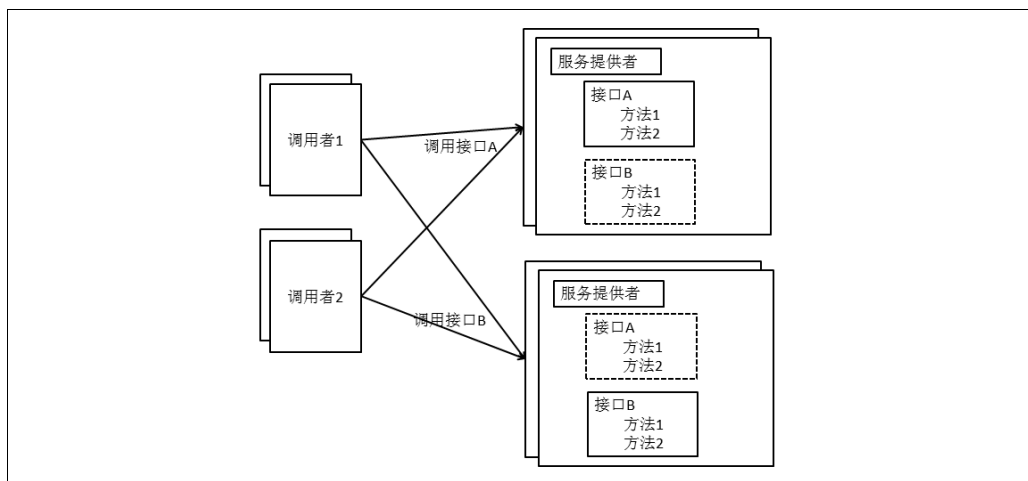 调用者1
调用者2
调用接口A
调用接口B
服务提供者
接口A
方法1
方法2
接口B
方法1
方法2
服务提供者
接口A
方法1
方法2
接口B
方法1
方法2